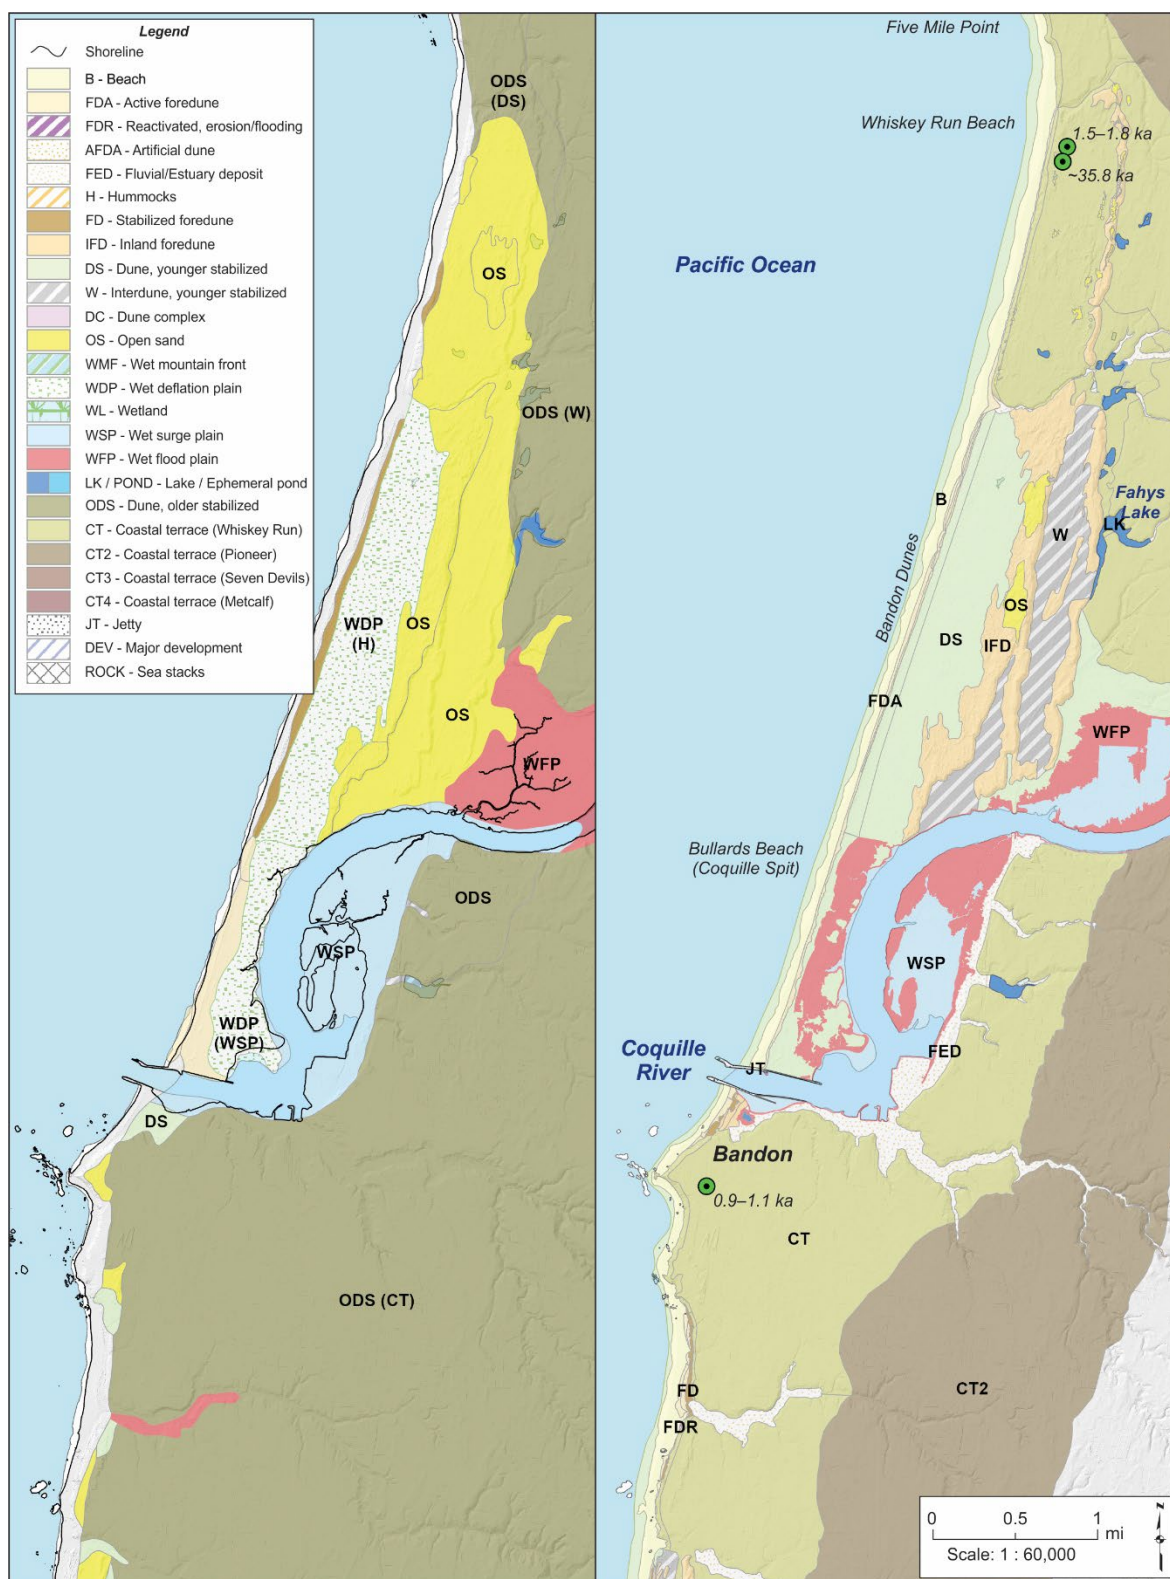 Legend
Shoreline
B - Beach
FDA - Active foredune
FDR - Reactivated, erosion/flooding
AFDA - Artificial dune
FED - Fluvial/Estuary deposit
H - Hummocks
FD - Stabilized foredune
IFD - Inland foredune
DS - Dune, younger stabilized
W - Interdune, younger stabilized
DC - Dune complex
OS - Open sand
WMF - Wet mountain front
WDP - Wet deflation plain
WL - Wetland
WSP - Wet surge plain
WFP - Wet flood plain
LK / POND - Lake / Ephemeral pond
ODS - Dune, older stabilized
CT - Coastal terrace (Whiskey Run)
CT2 - Coastal terrace (Pioneer)
CT3 - Coastal terrace (Seven Devils)
CT4 - Coastal terrace (Metcalf)
JT - Jetty
DEV - Major development
ROCK - Sea stacks
ODS
(DS)
OS
ODS (W)
WDP
(H)
OS
OS
WFP
ODS
WSP
WDP
(WSP)
DS
ODS (CT)
Five Mile Point
Whiskey Run Beach
1.5–1.8 ka
~35.8 ka
Pacific Ocean
B
Fahys
Lake
LK
W
Bandon Dunes
OS
DS
IFD
FDA
WFP
Bullards Beach
(Coquille Spit)
WSP
Coquille
River
FED
JT
Bandon
0.9–1.1 ka
CT
FD
CT2
FDR
0
0.5
1
mi
Scale: 1 : 60,000
N